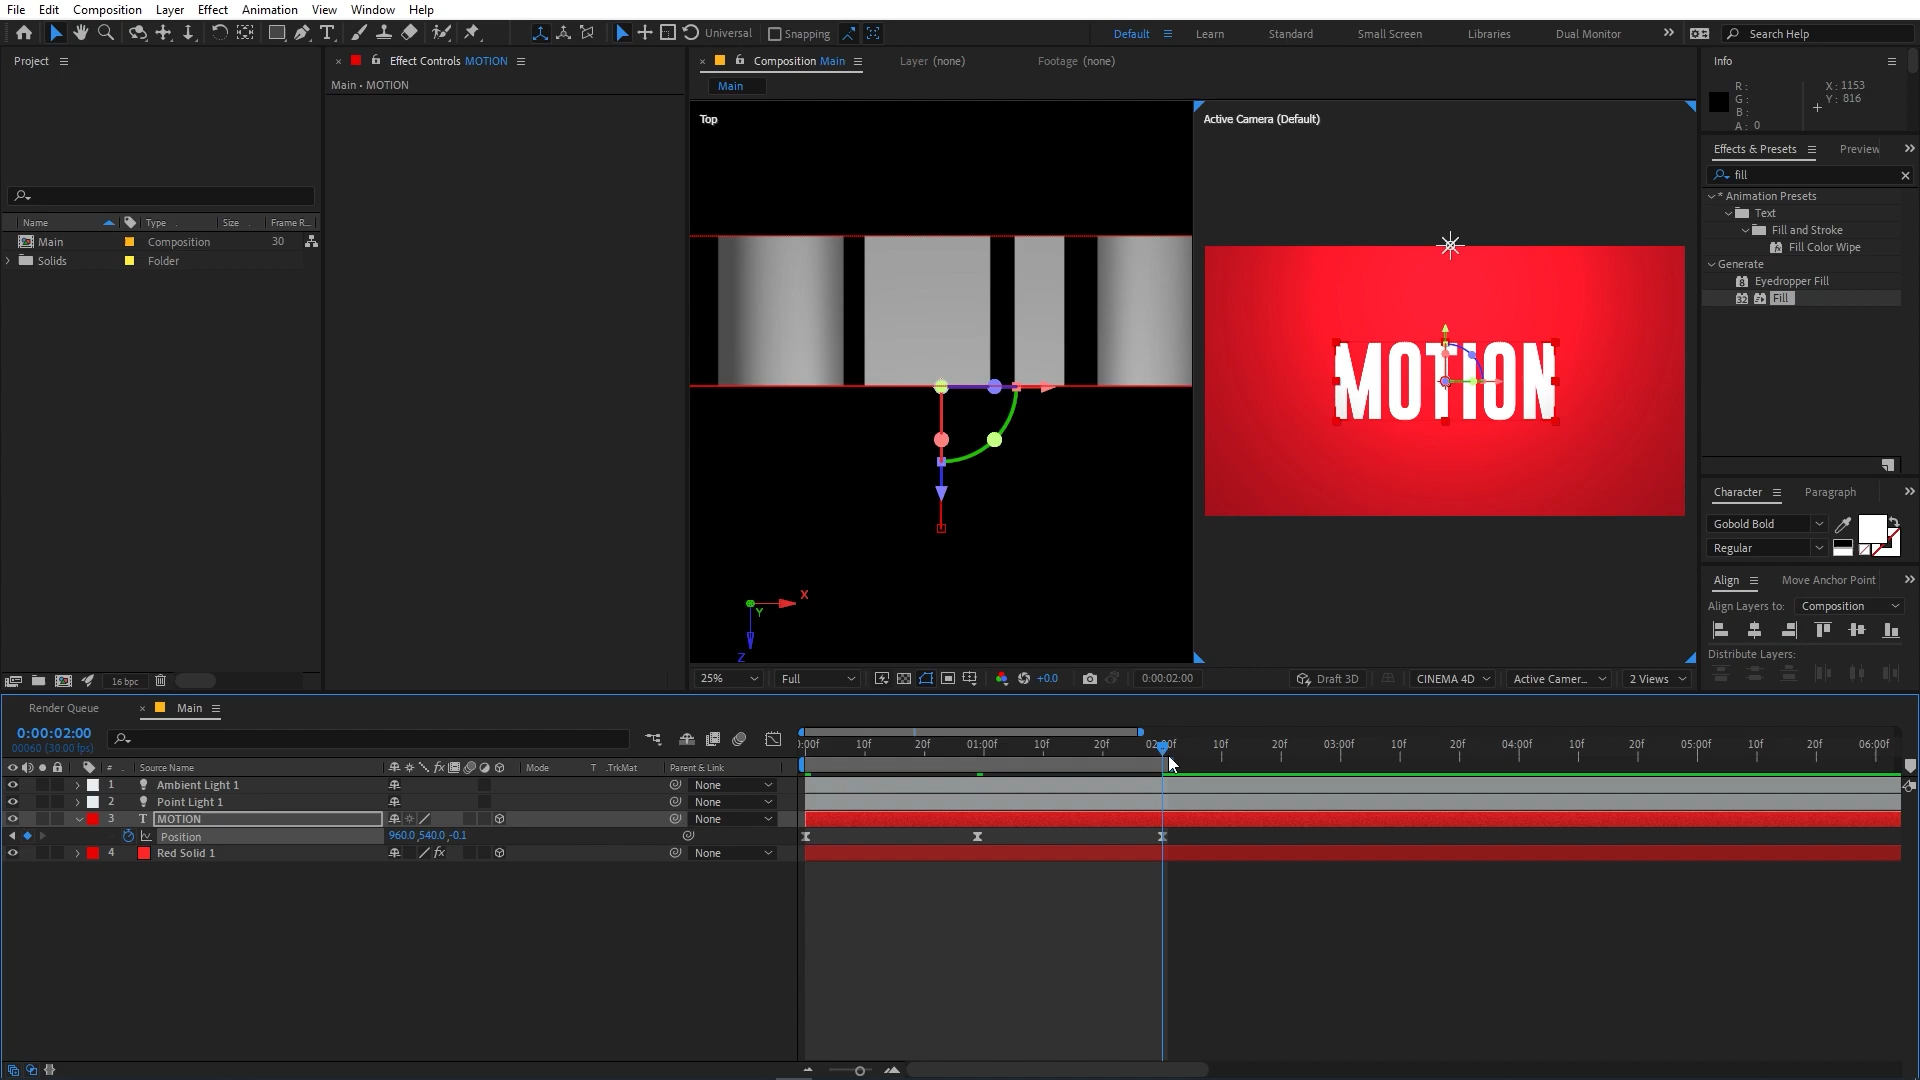 File Edit Composition Layer Effect Animation View Window Help
Universal Snapping Default Learn Standard Small Screen Libraries Dual Monitor Search Help
Project Effect Controls MOTION Composition Main Layer (none) Footage (none) Info
Main • MOTION Main
R : X : 1153
G : Y : 816
B :
A : 0
Top Active Camera (Default)
Effects & Presets Preview
fill
* Animation Presets
Text
Fill and Stroke
Fill Color Wipe
Generate
Eyedropper Fill
32 Fill
Name Type Size Frame R...
Main Composition 30
Solids Folder
MOTION
Character Paragraph
Gobold Bold
Regular
Align Move Anchor Point
Align Layers to: Composition
Distribute Layers:
X
Y
Z
16 bpc 25% Full +0.0 0:00:02:00 Draft 3D CINEMA 4D Active Camer... 2 Views
Render Queue Main
0:00:02:00
00060 (30.00 fps)
:00f 10f 20f 01:00f 10f 20f 02:00f 10f 20f 03:00f 10f 20f 04:00f 10f 20f 05:00f 10f 20f 06:00f
# Source Name fx Mode T .TrkMat Parent & Link
1 Ambient Light 1 None
2 Point Light 1 None
3 T MOTION None
Position 960.0,540.0,-0.1
4 Red Solid 1 fx None